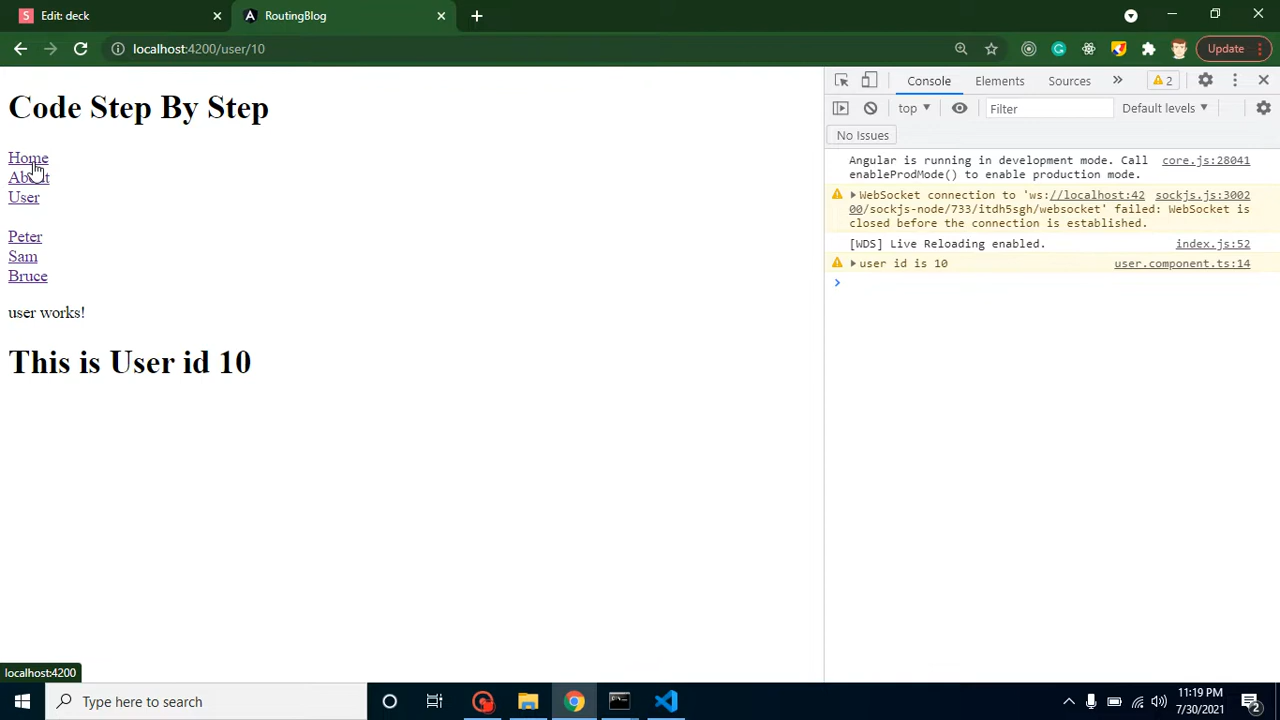 Edit: deck
RoutingBlog
localhost:4200/user/10
Update
Code Step By Step
Home
About
User
Peter
Sam
Bruce
user works!
This is User id 10
localhost:4200
Console
Elements
Sources
2
top
Filter
Default levels
No Issues
Angular is running in development mode. Call core.js:28041
enableProdMode() to enable production mode.
WebSocket connection to 'ws://localhost:42 sockjs.js:3002
00/sockjs-node/733/itdh5sgh/websocket' failed: WebSocket is
closed before the connection is established.
[WDS] Live Reloading enabled. index.js:52
user id is 10 user.component.ts:14
Type here to search
11:19 PM
7/30/2021
2